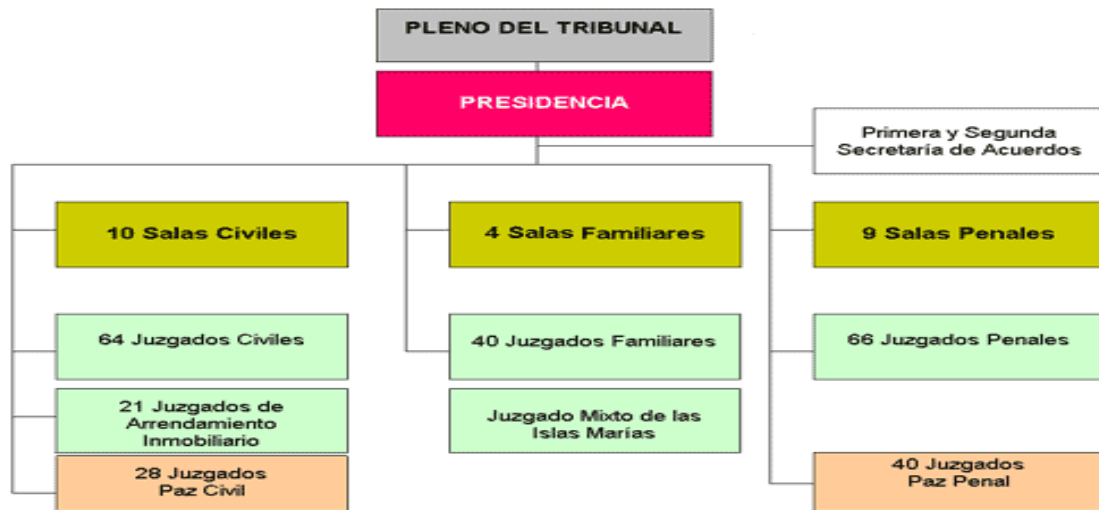 PLENO DEL TRIBUNAL
PRESIDENCIA
Primera y Segunda
Secretaría de Acuerdos
10 Salas Civiles
4 Salas Familiares
9 Salas Penales
64 Juzgados Civiles
40 Juzgados Familiares
66 Juzgados Penales
21 Juzgados de
Arrendamiento
Inmobiliario
Juzgado Mixto de las
Islas Marías
28 Juzgados
Paz Civil
40 Juzgados
Paz Penal